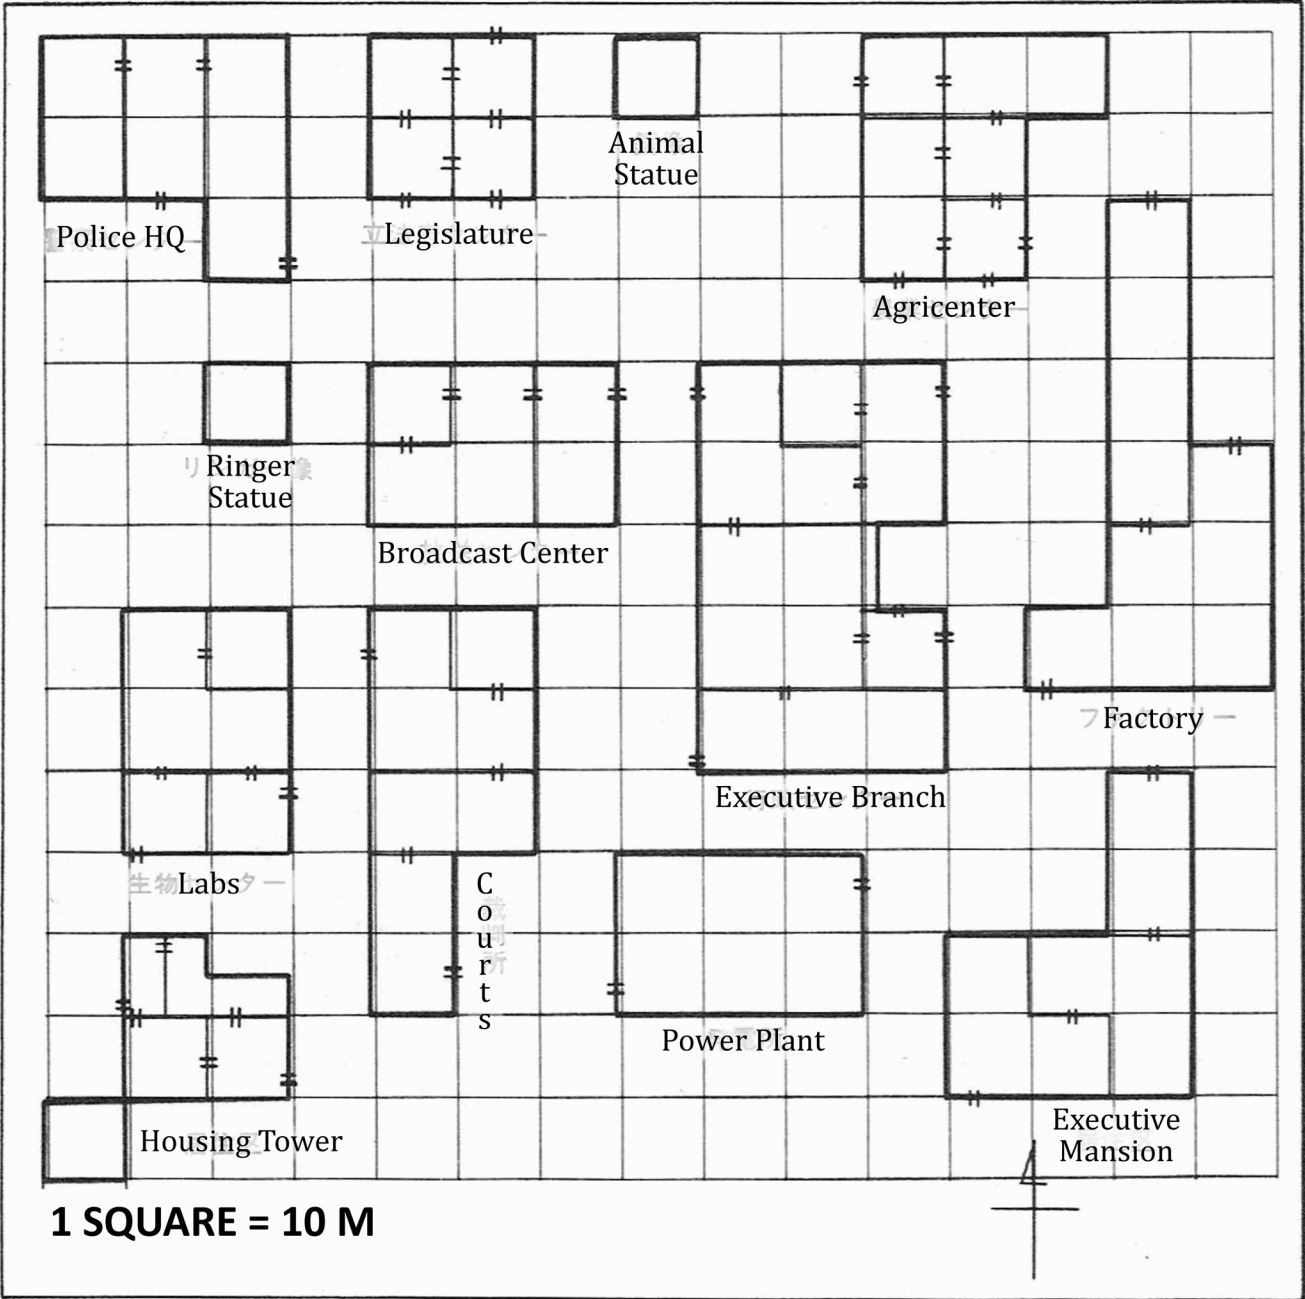 Police HQ
Legislature
Animal
Statue
Agricenter
Ringer
Statue
Broadcast Center
Executive Branch
Factory
Labs
Courts
Power Plant
Housing Tower
Executive
Mansion
1 SQUARE = 10 M